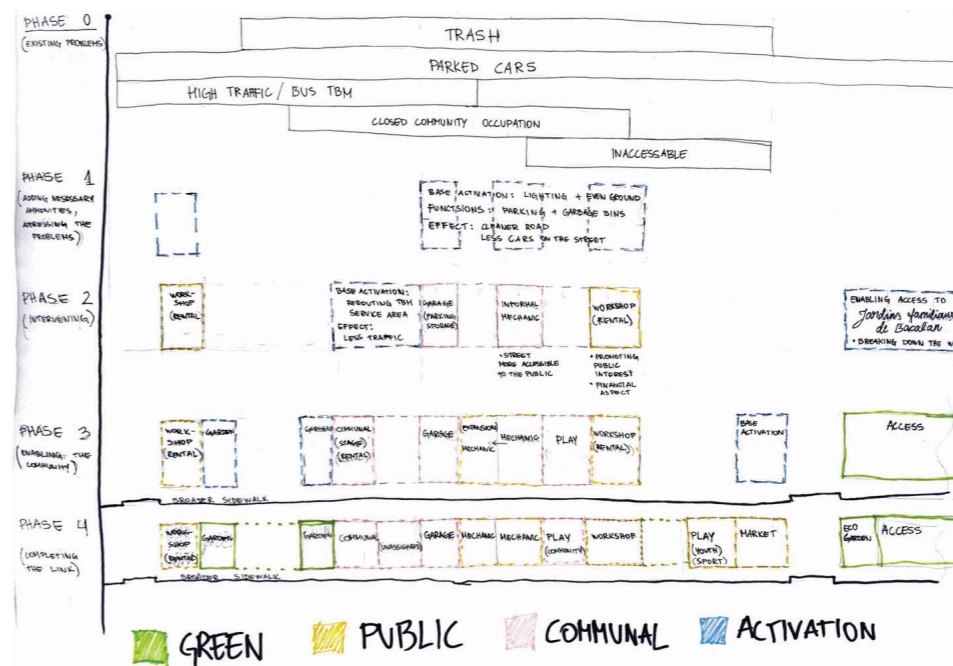 PHASE 0
(EXISTING PROBLEMS)
TRASH
PARKED CARS
HIGH TRAFFIC / BUS TBM
CLOSED COMMUNITY OCCUPATION
INACCESSABLE
PHASE 1
(ADDING NECESSARY
AMMENITIES,
ADRESSING THE
PROBLEMS)
BASE ACTIVATION: LIGHTING + EVEN GROUND
FUNCTSIONS: PARKING + GARBAGE BINS
EFFECT: CLEANER ROAD
LESS CARS ON THE STREET
PHASE 2
(INTERVENING)
WORK-
SHOP
(RENTAL)
BASE ACTIVATION:
REROUTING TBM
SERVICE AREA
EFFECT:
LESS TRAFFIC
GARAGE
(PARKING
STORAGE)
INFORMAL
MECHANIC
• STREET
MORE ACCESSIBLE
TO THE PUBLIC
WORKSHOP
(RENTAL)
• PROMOTING
PUBLIC
INTEREST
• FINANCIAL
ASPECT
ENABLING ACCESS TO
Jardins familiaux
de Bacalan
• BREAKING DOWN THE W
PHASE 3
(ENABLING THE
COMMUNITY)
WORK-
SHOP
(RENTAL)
GARDEN
GARDEN
COMMUNAL
(STAGE)
(RENTAL)
GARAGE
EXPANSION
MECHANIC
← MECHANIC
PLAY
WORKSHOP
(RENTAL)
BASE
ACTIVATION
ACCESS
BROADER SIDEWALK
PHASE 4
(COMPLETING
THE LINK)
WORK-
SHOP
(RENTAL)
GARDEN
GARDEN
COMMUNAL
(UNASSIGNED)
GARAGE
MECHANIC
MECHANIC
PLAY
(COMMUNITY)
WORKSHOP
PLAY
(YOUTH)
(SPORT)
MARKET
ECO
GARDEN
ACCESS
BROADER SIDEWALK
GREEN
PUBLIC
COMMUNAL
ACTIVATION